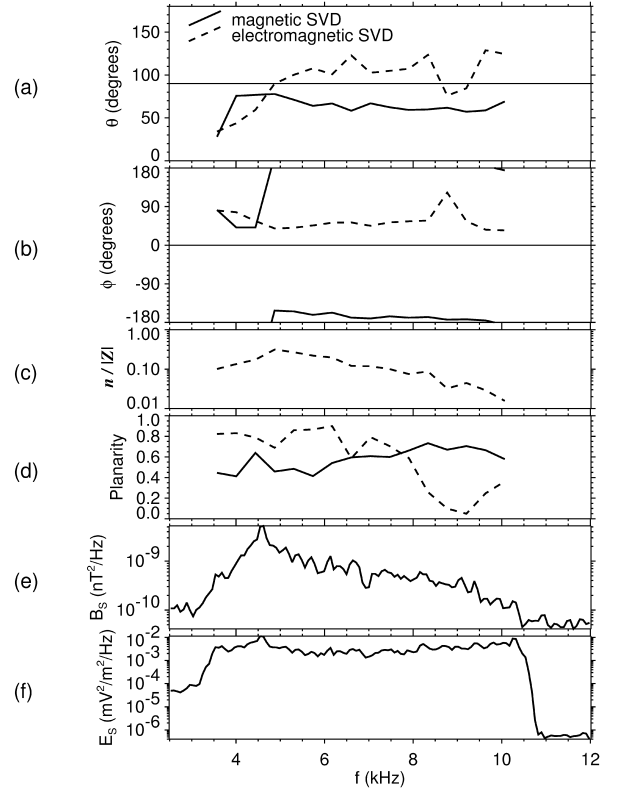 magnetic SVD
electromagnetic SVD
(a)
θ (degrees)
150
100
50
0
(b)
ϕ (degrees)
180
90
0
-90
-180
(c)
n / |Z|
1.00
0.10
0.01
(d)
Planarity
1.0
0.8
0.6
0.4
0.2
0.0
(e)
B_S (nT²/Hz)
10⁻⁹
10⁻¹⁰
(f)
E_S (mV²/m²/Hz)
10⁻²
10⁻³
10⁻⁴
10⁻⁵
10⁻⁶
4 6 8 10 12
f (kHz)